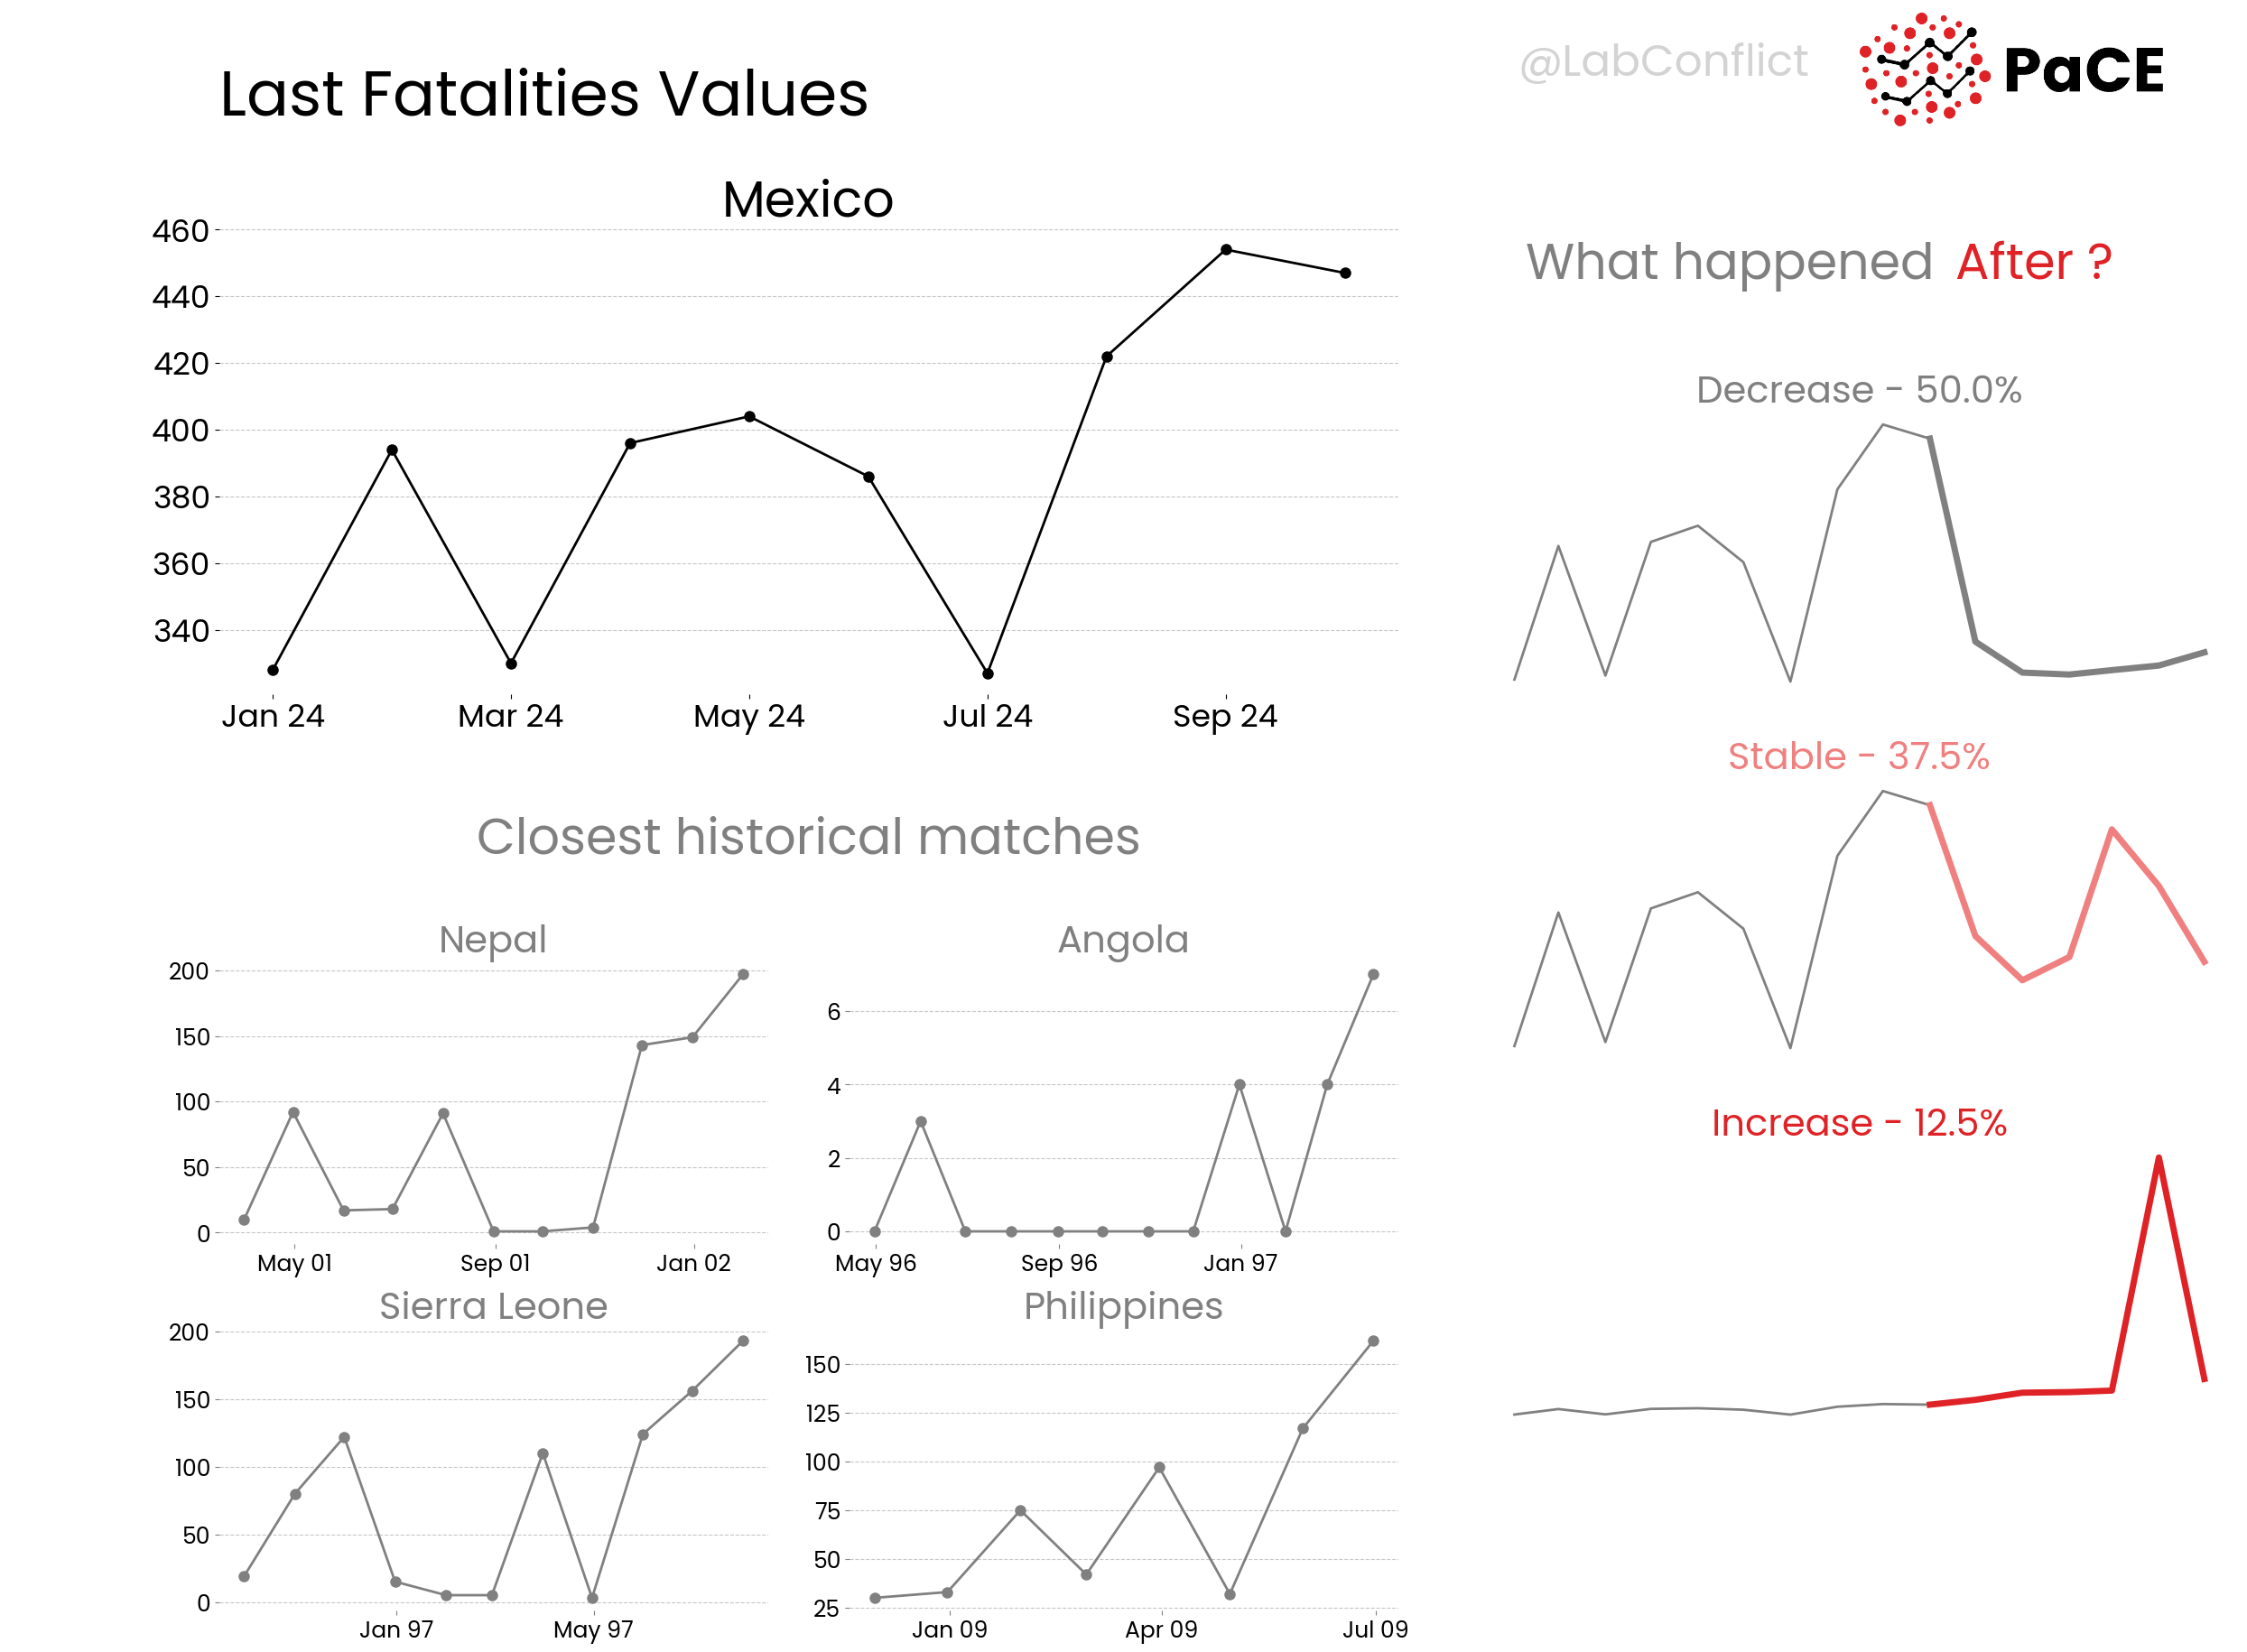 @LabConflict
PaCE
Last Fatalities Values
Mexico
460
440
420
400
380
360
340
Jan 24 Mar 24 May 24 Jul 24 Sep 24
What happened After ?
Decrease - 50.0%
Stable - 37.5%
Increase - 12.5%
Closest historical matches
Nepal
200
150
100
50
0
May 01 Sep 01 Jan 02
Angola
6
4
2
0
May 96 Sep 96 Jan 97
Sierra Leone
200
150
100
50
0
Jan 97 May 97
Philippines
150
125
100
75
50
25
Jan 09 Apr 09 Jul 09